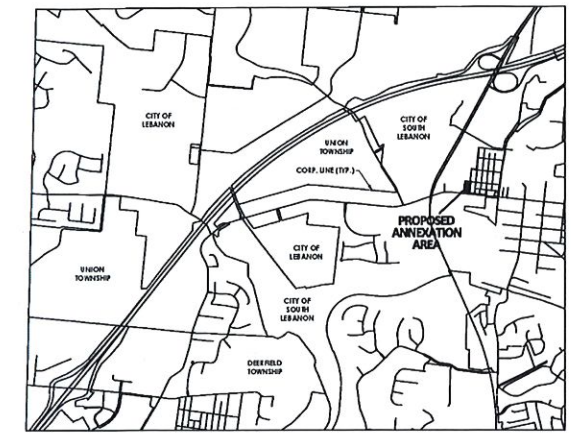 CITY OF
LEBANON
CITY OF
SOUTH
LEBANON
UNION
TOWNSHIP
CORP. LINE (TYP.)
PROPOSED
ANNEXATION
AREA
CITY OF
LEBANON
UNION
TOWNSHIP
CITY OF
SOUTH
LEBANON
DEERFIELD
TOWNSHIP